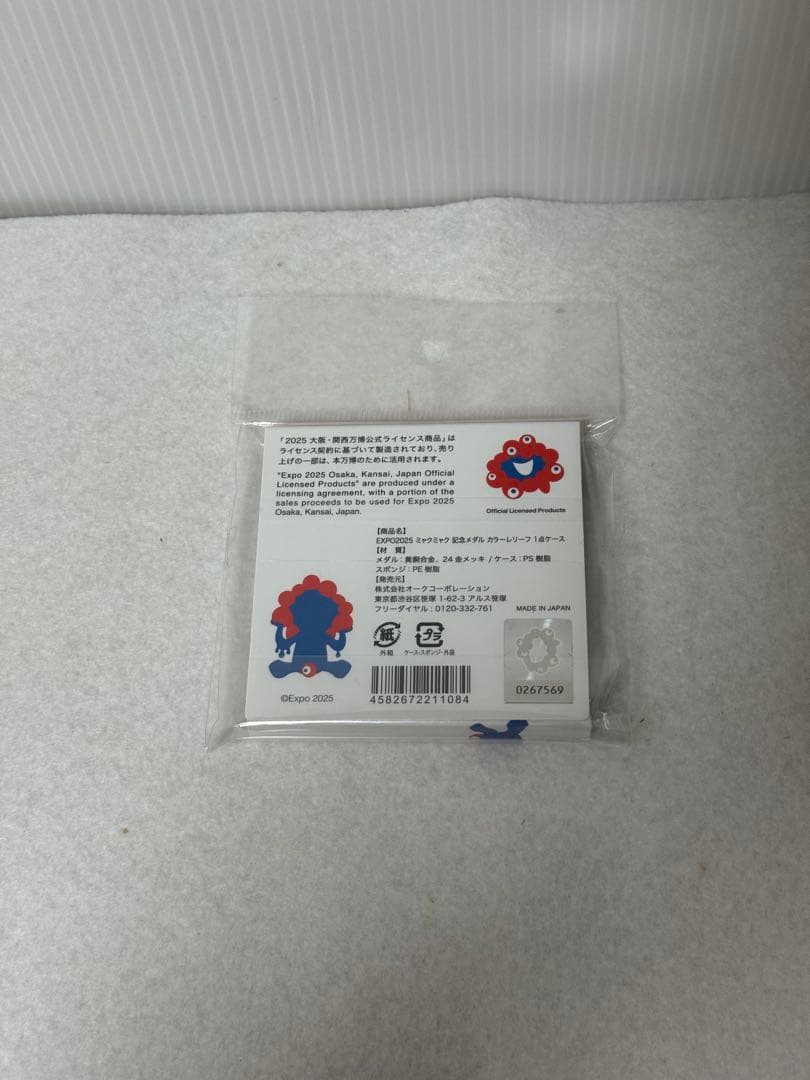 「2025 大阪・関西万博公式ライセンス商品」は
ライセンス契約に基づいて製造されており、売り
上げの一部は、本万博のために活用されます。
"Expo 2025 Osaka, Kansai, Japan Official
Licensed Products" are produced under a
licensing agreement, with a portion of the
sales proceeds to be used for Expo 2025
Osaka, Kansai, Japan.
Official Licensed Products
【商品名】
EXPO2025 ミャクミャク 記念メダル カラーレリーフ 1点ケース
【材 質】
メダル：黄銅合金、24金メッキ / ケース：PS樹脂
スポンジ：PE樹脂
【発売元】
株式会社オークコーポレーション
東京都渋谷区笹塚 1-62-3 アルス笹塚
フリーダイヤル：0120-332-761
MADE IN JAPAN
紙
外箱
プラ
ケース・スポンジ・外袋
©Expo 2025
4582672211084
0267569